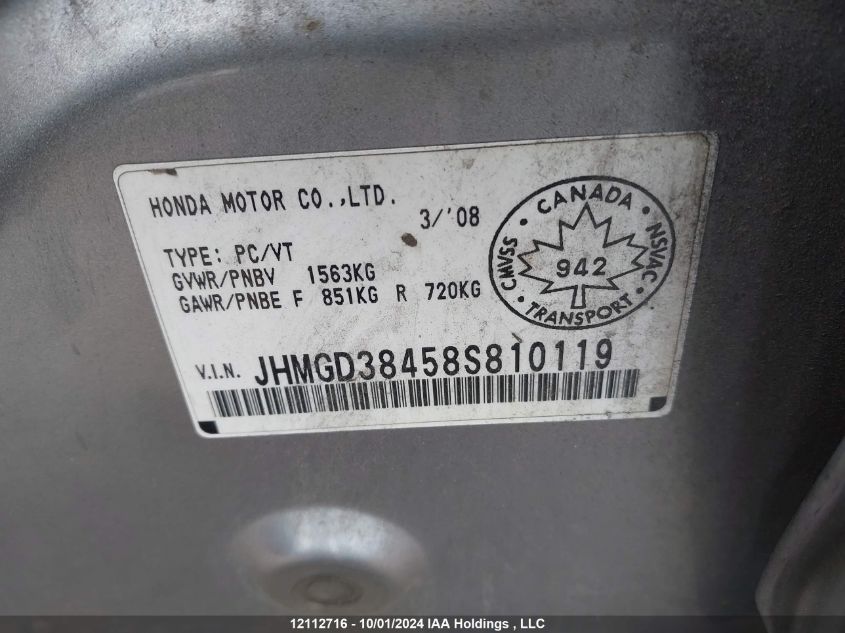 HONDA MOTOR CO.,LTD.
3/'08
TYPE: PC/VT
GVWR/PNBV 1563KG
GAWR/PNBE F 851KG R 720KG
CANADA
CMVSS
942
NSVAC
TRANSPORT
V.I.N. JHMGD38458S810119
12112716 - 10/01/2024 IAA Holdings , LLC